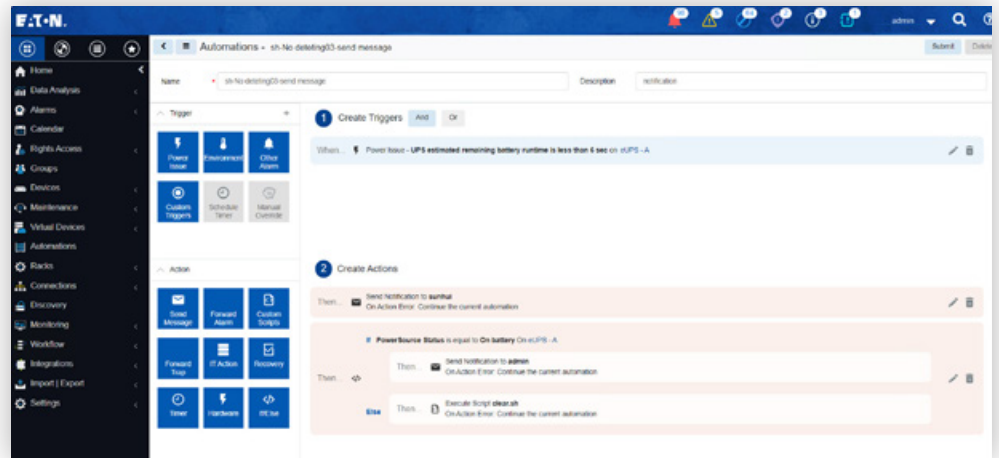 E·T·N.
admin
Automations - sh-No deleting03-send message
Submit
Home
Data Analysis
Alarms
Calendar
Rights Access
Groups
Devices
Maintenance
Virtual Devices
Automations
Racks
Connections
Discovery
Monitoring
Workflow
Integrations
Import | Export
Settings
Name
* sh-No deleting03-send message
Description
notification
Trigger
+
Power
Issue
Environment
Other
Alarm
Custom
Triggers
Schedule
Timer
Manual
Override
1 Create Triggers And Or
When... Power Issue - UPS estimated remaining battery runtime is less than 6 sec on eUPS - A
Action
Send
Message
Forward
Alarm
Custom
Scripts
Forward
Trap
IT Action
Recovery
Timer
Hardware
If/Else
2 Create Actions
Then... Send Notification to sunhui
On Action Error: Continue the current automation
If PowerSource Status is equal to On battery On eUPS - A
Then...
Then... Send Notification to admin
On Action Error: Continue the current automation
Else Then... Execute Script clear.sh
On Action Error: Continue the current automation